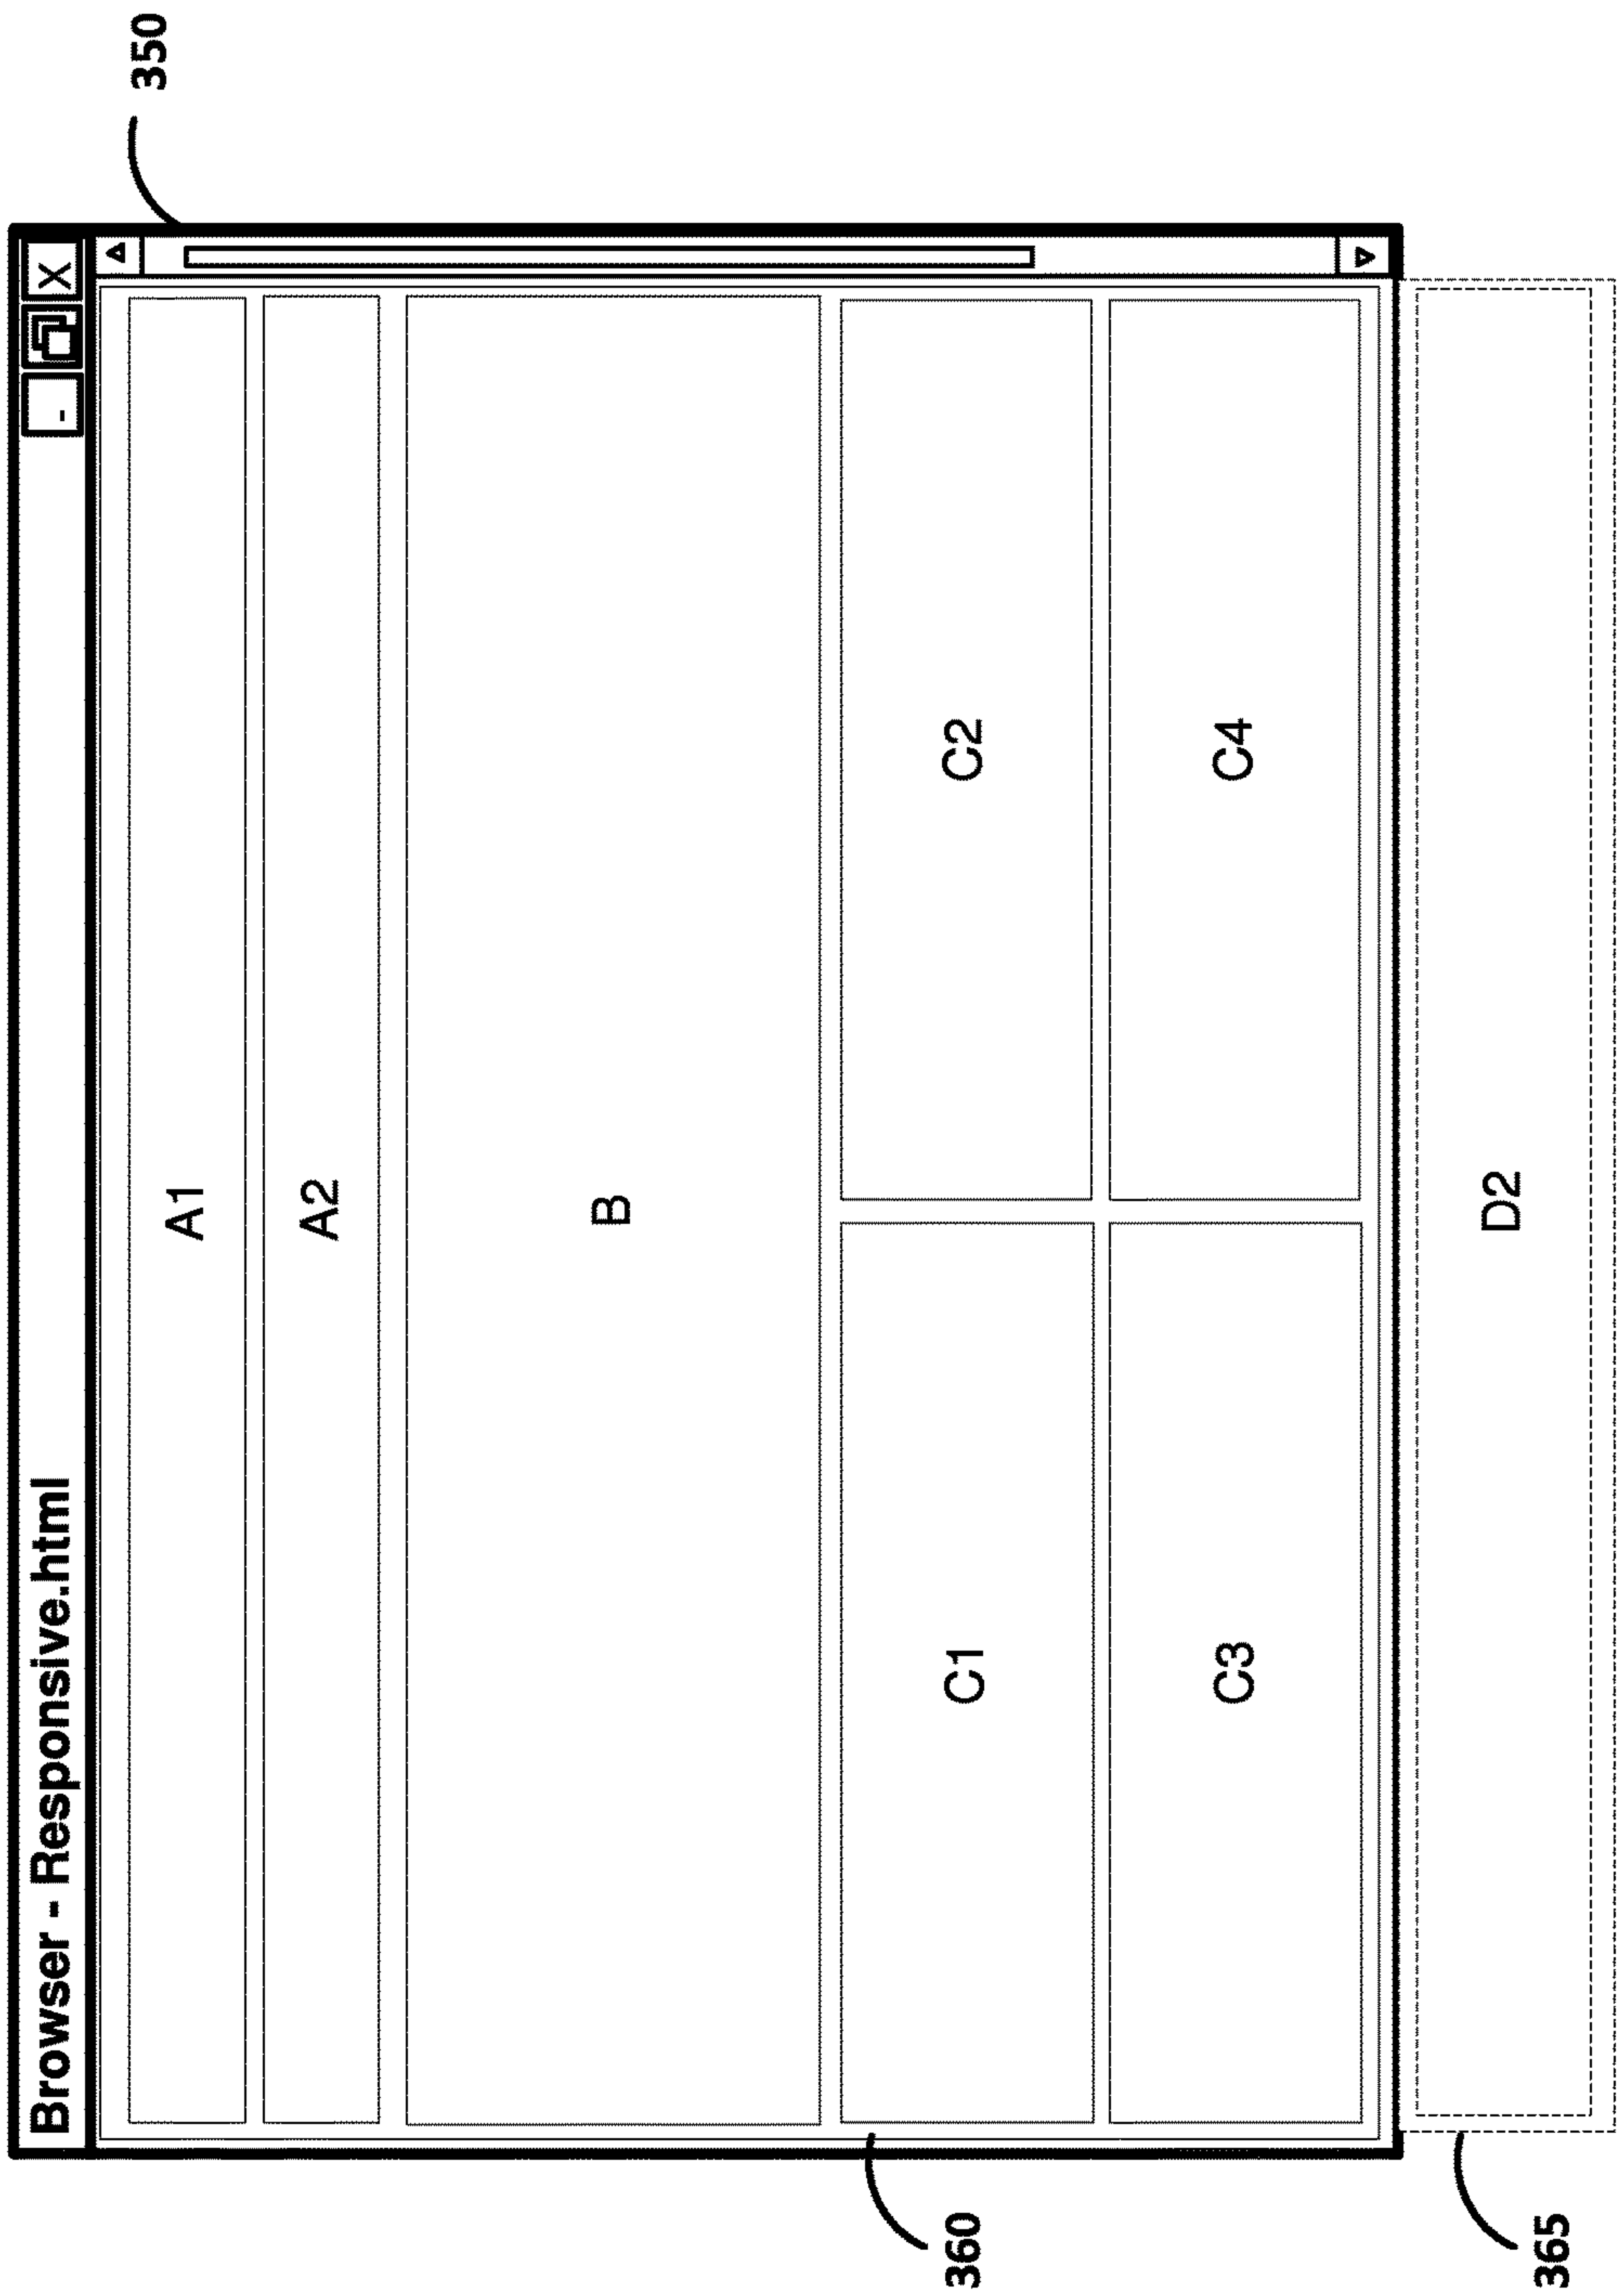 350
Browser - Responsive.html
-
X
A1
A2
B
C1 C2
C3 C4
360
D2
365